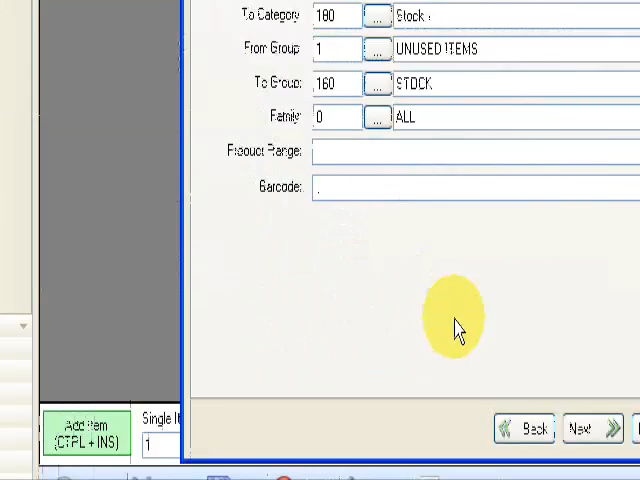 To Category: 180 ... Stock
From Group: 1 ... UNUSED ITEMS
To Group: 160 ... STOCK
Family: 0 ... ALL
Product Range:
Barcode: .
Back Next
Add Item
(CTRL + INS)
Single
1